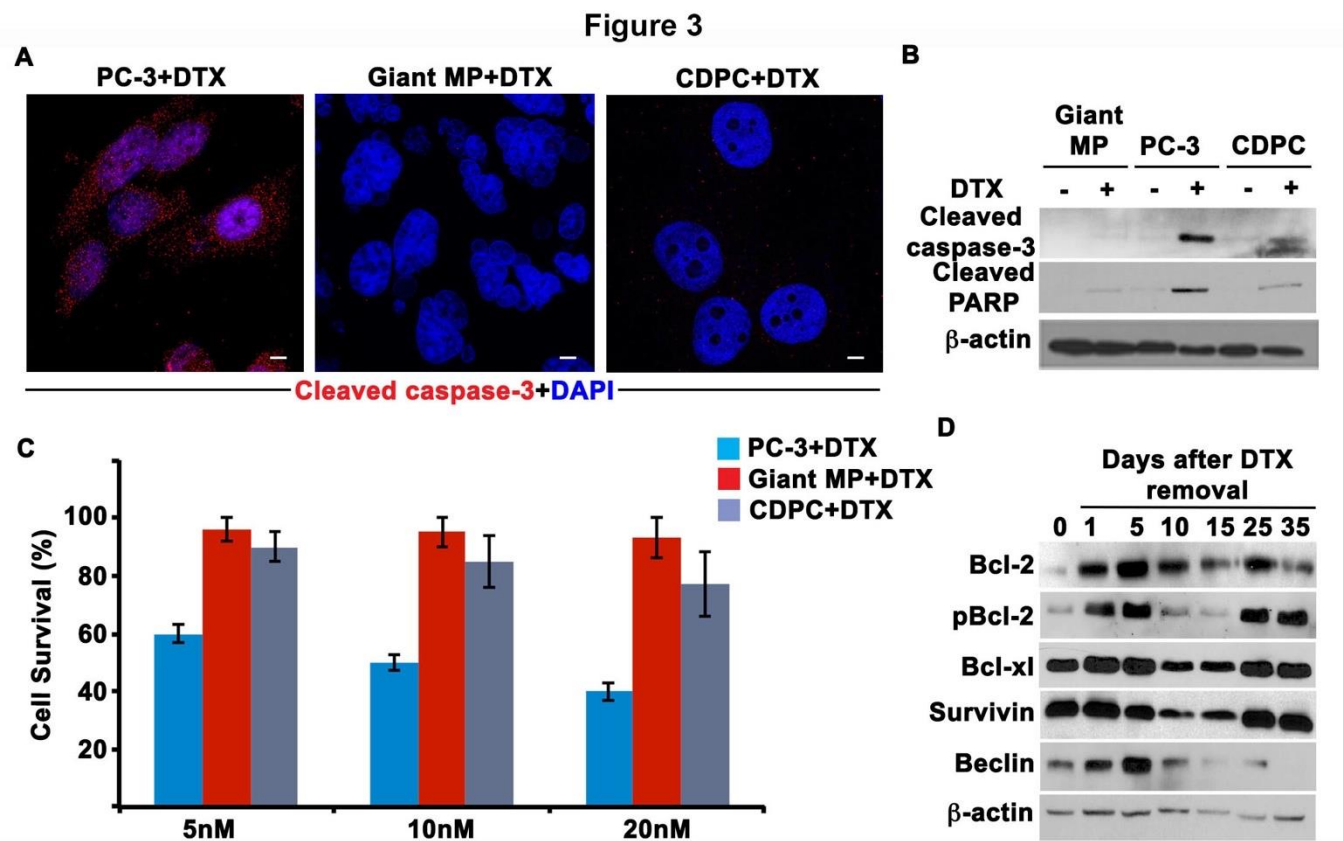 Figure 3
A
PC-3+DTX
Giant MP+DTX
CDPC+DTX
Cleaved caspase-3+DAPI
B
Giant
MP
PC-3
CDPC
DTX
- + - + - +
Cleaved
caspase-3
Cleaved
PARP
β-actin
C
PC-3+DTX
Giant MP+DTX
CDPC+DTX
Cell Survival (%)
100
80
60
40
20
5nM
10nM
20nM
D
Days after DTX
removal
0 1 5 10 15 25 35
Bcl-2
pBcl-2
Bcl-xl
Survivin
Beclin
β-actin